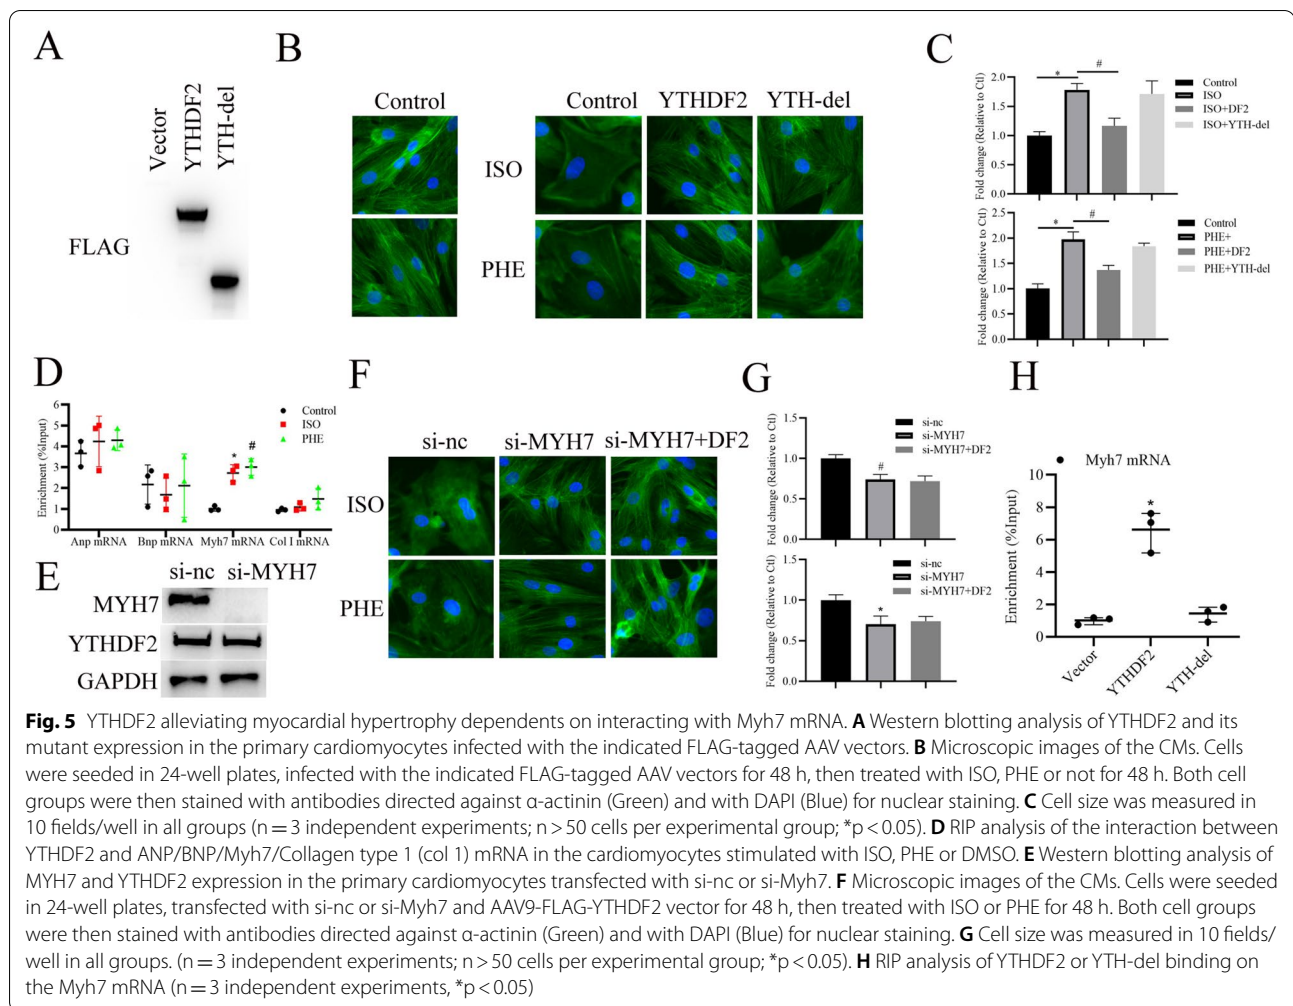 A
Vector
YTHDF2
YTH-del
FLAG
B
Control
Control YTHDF2 YTH-del
ISO
PHE
C
Fold change (Relative to Ctl)
2.0
1.5
1.0
0.5
0.0
* #
Control
ISO
ISO+DF2
ISO+YTH-del
Fold change (Relative to Ctl)
2.5
2.0
1.5
1.0
0.5
0.0
* #
Control
PHE+
PHE+DF2
PHE+YTH-del
D
Enrichment (%Input)
6
5
4
3
2
1
0
Control
ISO
PHE
* #
Anp mRNA Bnp mRNA Myh7 mRNA Col I mRNA
E
si-nc si-MYH7
MYH7
YTHDF2
GAPDH
F
si-nc si-MYH7 si-MYH7+DF2
ISO
PHE
G
Fold change (Relative to Ctl)
1.5
1.0
0.5
0.0
#
si-nc
si-MYH7
si-MYH7+DF2
Fold change (Relative to Ctl)
1.5
1.0
0.5
0.0
*
si-nc
si-MYH7
si-MYH7+DF2
H
Myh7 mRNA
Enrichment (%Input)
10
8
6
4
2
0
*
Vector
YTHDF2
YTH-del
Fig. 5 YTHDF2 alleviating myocardial hypertrophy dependents on interacting with Myh7 mRNA. A Western blotting analysis of YTHDF2 and its
mutant expression in the primary cardiomyocytes infected with the indicated FLAG-tagged AAV vectors. B Microscopic images of the CMs. Cells
were seeded in 24-well plates, infected with the indicated FLAG-tagged AAV vectors for 48 h, then treated with ISO, PHE or not for 48 h. Both cell
groups were then stained with antibodies directed against α-actinin (Green) and with DAPI (Blue) for nuclear staining. C Cell size was measured in
10 fields/well in all groups (n = 3 independent experiments; n > 50 cells per experimental group; *p < 0.05). D RIP analysis of the interaction between
YTHDF2 and ANP/BNP/Myh7/Collagen type 1 (col 1) mRNA in the cardiomyocytes stimulated with ISO, PHE or DMSO. E Western blotting analysis of
MYH7 and YTHDF2 expression in the primary cardiomyocytes transfected with si-nc or si-Myh7. F Microscopic images of the CMs. Cells were seeded
in 24-well plates, transfected with si-nc or si-Myh7 and AAV9-FLAG-YTHDF2 vector for 48 h, then treated with ISO or PHE for 48 h. Both cell groups
were then stained with antibodies directed against α-actinin (Green) and with DAPI (Blue) for nuclear staining. G Cell size was measured in 10 fields/
well in all groups. (n = 3 independent experiments; n > 50 cells per experimental group; *p < 0.05). H RIP analysis of YTHDF2 or YTH-del binding on
the Myh7 mRNA (n = 3 independent experiments, *p < 0.05)